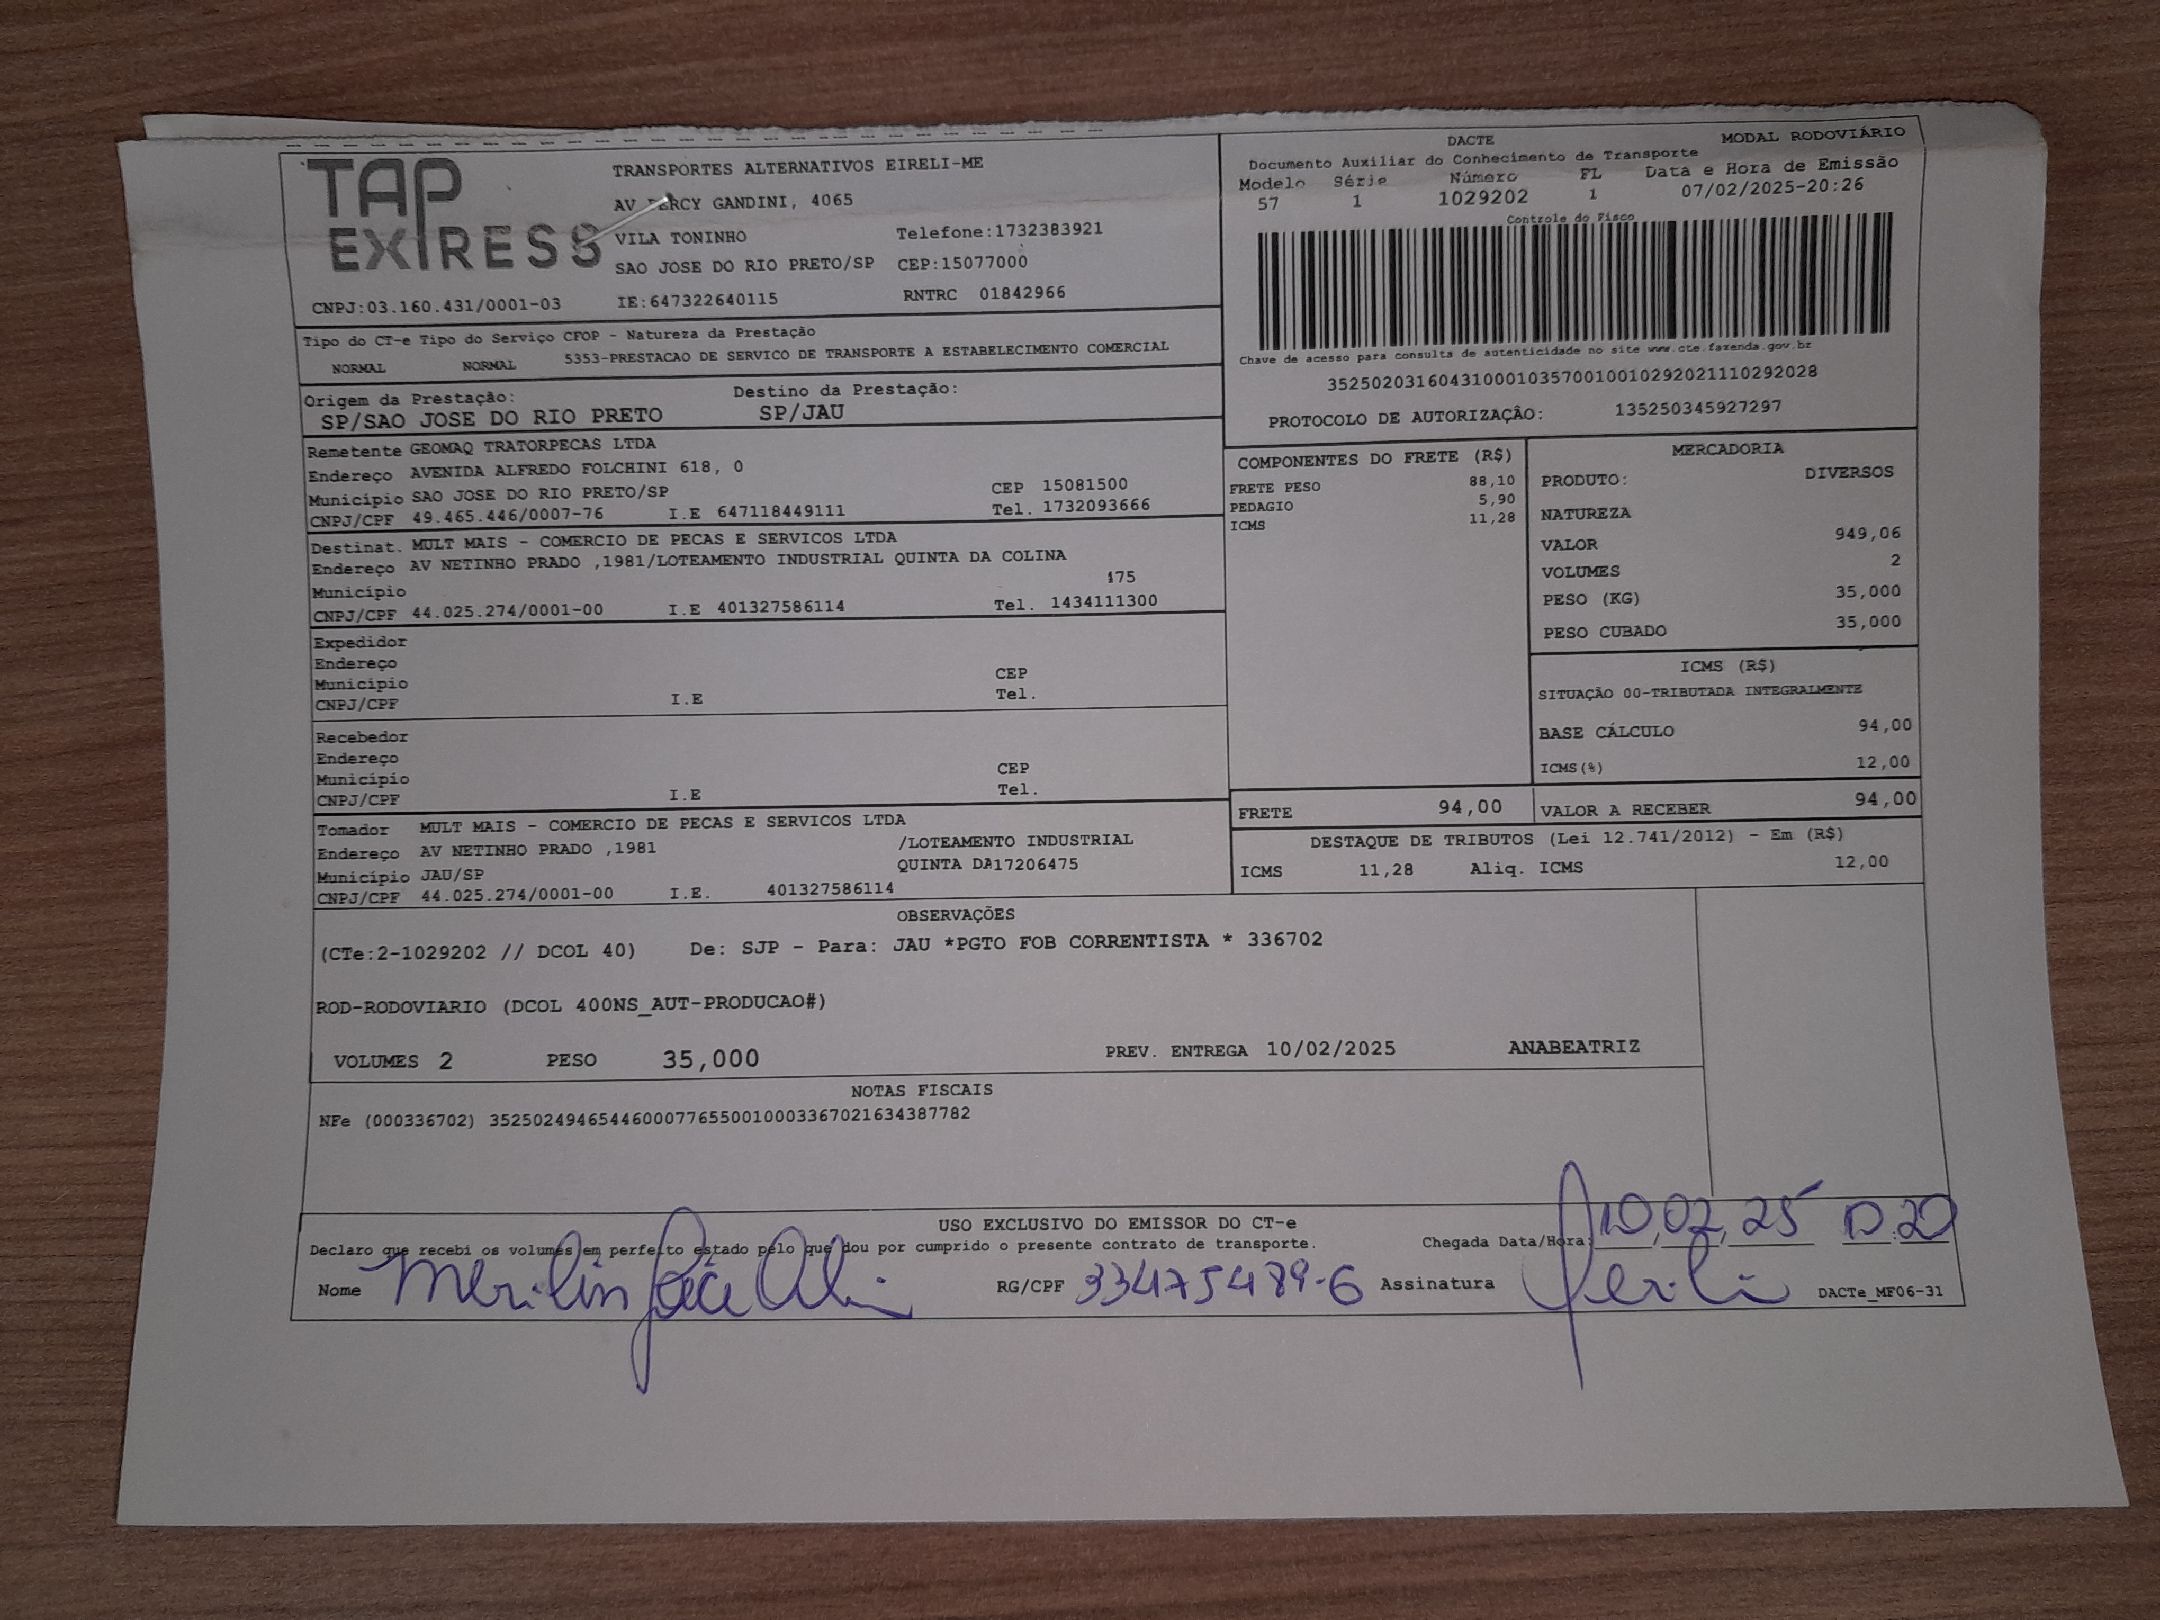 TAP EXPRESS
TRANSPORTES ALTERNATIVOS EIRELI-ME
AV PERCY GANDINI, 4065
VILA TONINHO Telefone:1732383921
SAO JOSE DO RIO PRETO/SP CEP:15077000
CNPJ:03.160.431/0001-03 IE:647322640115 RNTRC 01842966
DACTE MODAL RODOVIÁRIO
Documento Auxiliar do Conhecimento de Transporte
Modelo Série Número FL Data e Hora de Emissão
57 1 1029202 1 07/02/2025-20:26
Controle do Fisco
Chave de acesso para consulta de autenticidade no site www.cte.fazenda.gov.br
35250203160431000103570010010292021110292028
PROTOCOLO DE AUTORIZAÇÃO: 135250345927297
Tipo do CT-e Tipo do Serviço CFOP - Natureza da Prestação
NORMAL NORMAL 5353-PRESTACAO DE SERVICO DE TRANSPORTE A ESTABELECIMENTO COMERCIAL
Origem da Prestação: Destino da Prestação:
SP/SAO JOSE DO RIO PRETO SP/JAU
Remetente GEOMAQ TRATORPECAS LTDA
Endereço AVENIDA ALFREDO FOLCHINI 618, 0
Município SAO JOSE DO RIO PRETO/SP CEP 15081500
CNPJ/CPF 49.465.446/0007-76 I.E 647118449111 Tel. 1732093666
Destinat. MULT MAIS - COMERCIO DE PECAS E SERVICOS LTDA
Endereço AV NETINHO PRADO ,1981/LOTEAMENTO INDUSTRIAL QUINTA DA COLINA
Município 475
CNPJ/CPF 44.025.274/0001-00 I.E 401327586114 Tel. 1434111300
Expedidor
Endereço
Município CEP
CNPJ/CPF I.E Tel.
Recebedor
Endereço
Município CEP
CNPJ/CPF I.E Tel.
Tomador MULT MAIS - COMERCIO DE PECAS E SERVICOS LTDA
Endereço AV NETINHO PRADO ,1981 /LOTEAMENTO INDUSTRIAL
Município JAU/SP QUINTA DA17206475
CNPJ/CPF 44.025.274/0001-00 I.E. 401327586114
COMPONENTES DO FRETE (R$)
FRETE PESO 88,10
PEDAGIO 5,90
ICMS 11,28
MERCADORIA
PRODUTO: DIVERSOS
NATUREZA
VALOR 949,06
VOLUMES 2
PESO (KG) 35,000
PESO CUBADO 35,000
ICMS (R$)
SITUAÇÃO 00-TRIBUTADA INTEGRALMENTE
BASE CÁLCULO 94,00
ICMS(%) 12,00
FRETE 94,00 VALOR A RECEBER 94,00
DESTAQUE DE TRIBUTOS (Lei 12.741/2012) - Em (R$)
ICMS 11,28 Aliq. ICMS 12,00
OBSERVAÇÕES
(CTe:2-1029202 // DCOL 40) De: SJP - Para: JAU *PGTO FOB CORRENTISTA * 336702
ROD-RODOVIARIO (DCOL 400NS_AUT-PRODUCAO#)
VOLUMES 2 PESO 35,000 PREV. ENTREGA 10/02/2025 ANABEATRIZ
NOTAS FISCAIS
NFe (000336702) 35250249465446000776550010003367021634387782
USO EXCLUSIVO DO EMISSOR DO CT-e
Declaro que recebi os volumes em perfeito estado pelo que dou por cumprido o presente contrato de transporte. Chegada Data/Hora: 10,02,25
Nome Merilin RG/CPF 33475489-6 Assinatura DACTe_MF06-31